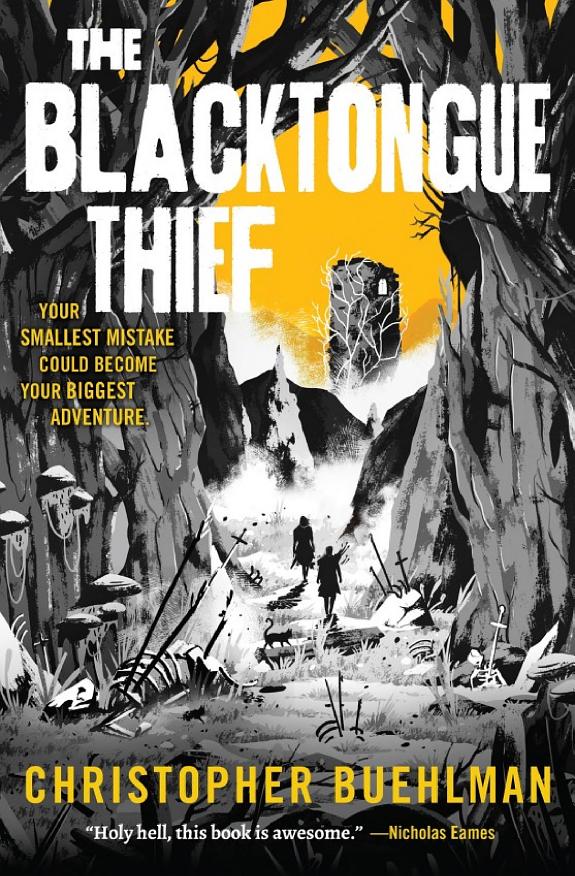 THE
BLACKTONGUE
THIEF
YOUR
SMALLEST MISTAKE
COULD BECOME
YOUR BIGGEST
ADVENTURE.
CHRISTOPHER BUEHLMAN
“Holy hell, this book is awesome.” —Nicholas Eames